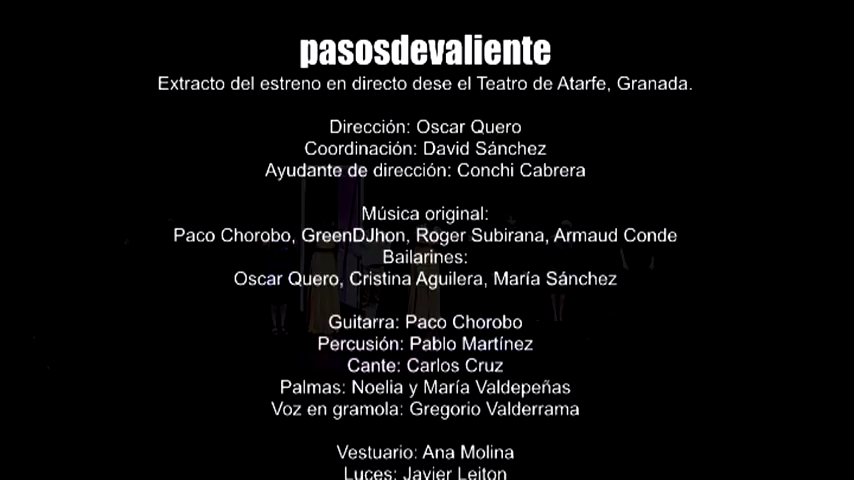 pasosdevaliente
Extracto del estreno en directo dese el Teatro de Atarfe, Granada.
Dirección: Oscar Quero
Coordinación: David Sánchez
Ayudante de dirección: Conchi Cabrera
Música original:
Paco Chorobo, GreenDJhon, Roger Subirana, Armaud Conde
Bailarines:
Oscar Quero, Cristina Aguilera, María Sánchez
Guitarra: Paco Chorobo
Percusión: Pablo Martínez
Cante: Carlos Cruz
Palmas: Noelia y María Valdepeñas
Voz en gramola: Gregorio Valderrama
Vestuario: Ana Molina
Luces: Javier Leiton